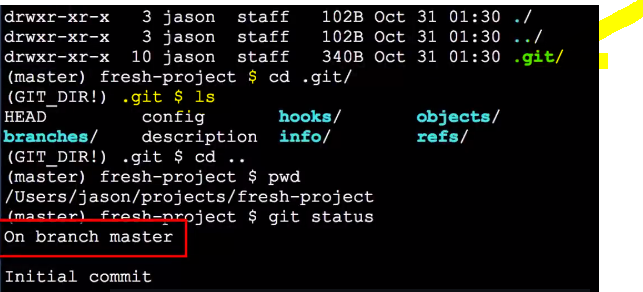 drwxr-xr-x 3 jason staff 102B Oct 31 01:30 ./
drwxr-xr-x 3 jason staff 102B Oct 31 01:30 ../
drwxr-xr-x 10 jason staff 340B Oct 31 01:30 .git/
(master) fresh-project $ cd .git/
(GIT_DIR!) .git $ ls
HEAD config hooks/ objects/
branches/ description info/ refs/
(GIT_DIR!) .git $ cd ..
(master) fresh-project $ pwd
/Users/jason/projects/fresh-project
(master) fresh-project $ git status
On branch master
Initial commit